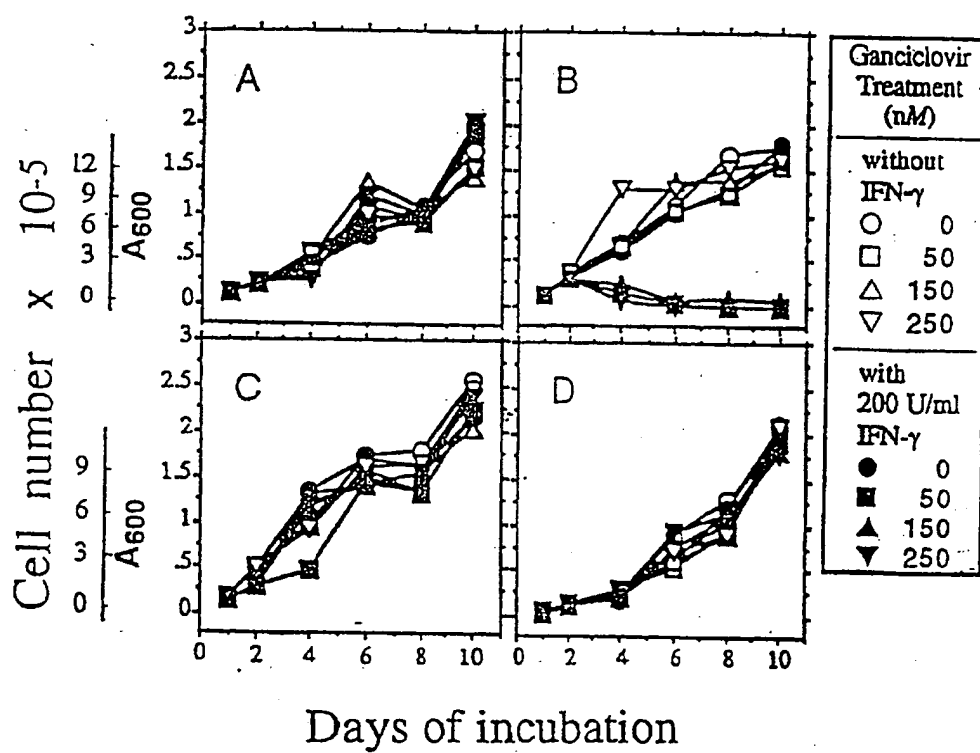 3
2.5
2
1.5
1
.5
0
A
B
12
9
6
3
0
A600
Cell number x 10-5
3
2.5
2
1.5
1
.5
0
C
D
9
6
3
0
A600
0 2 4 6 8 10
0 2 4 6 8 10
Days of incubation
Ganciclovir
Treatment
(nM)
without
IFN-γ
0
50
150
250
with
200 U/ml
IFN-γ
0
50
150
250